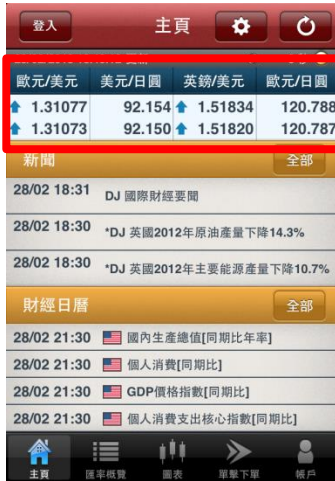 登入 主頁
歐元/美元 美元/日圓 英鎊/美元 歐元/日圓
1.31077 92.154 1.51834 120.788
1.31073 92.150 1.51820 120.787
新聞 全部
28/02 18:31 DJ 國際財經要聞
28/02 18:30 *DJ 英國2012年原油產量下降14.3%
28/02 18:30 *DJ 英國2012年主要能源產量下降10.7%
財經日曆 全部
28/02 21:30 國內生產總值[同期比年率]
28/02 21:30 個人消費[同期比]
28/02 21:30 GDP價格指數[同期比]
28/02 21:30 個人消費支出核心指數[同期比]
主頁 匯率概覽 圖表 單擊下單 帳戶